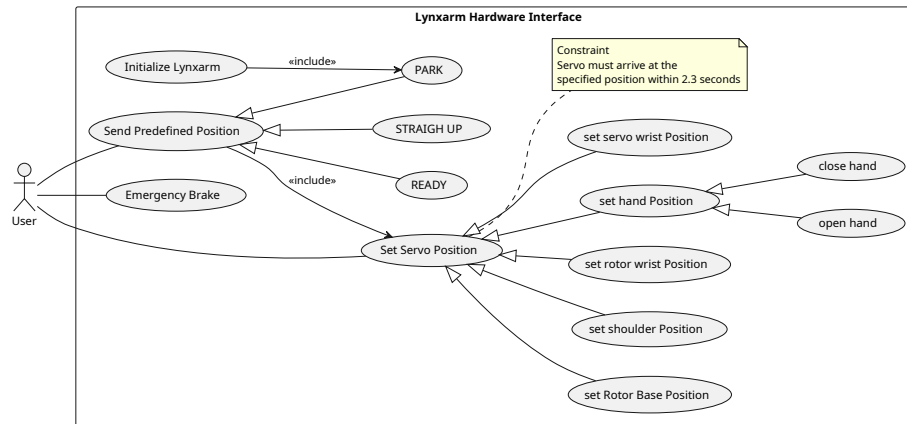 Lynxarm Hardware Interface
Constraint
Servo must arrive at the
specified position within 2.3 seconds
Initialize Lynxarm
«include»
PARK
Send Predefined Position
STRAIGH UP
set servo wrist Position
close hand
«include»
READY
User
Emergency Brake
set hand Position
open hand
Set Servo Position
set rotor wrist Position
set shoulder Position
set Rotor Base Position